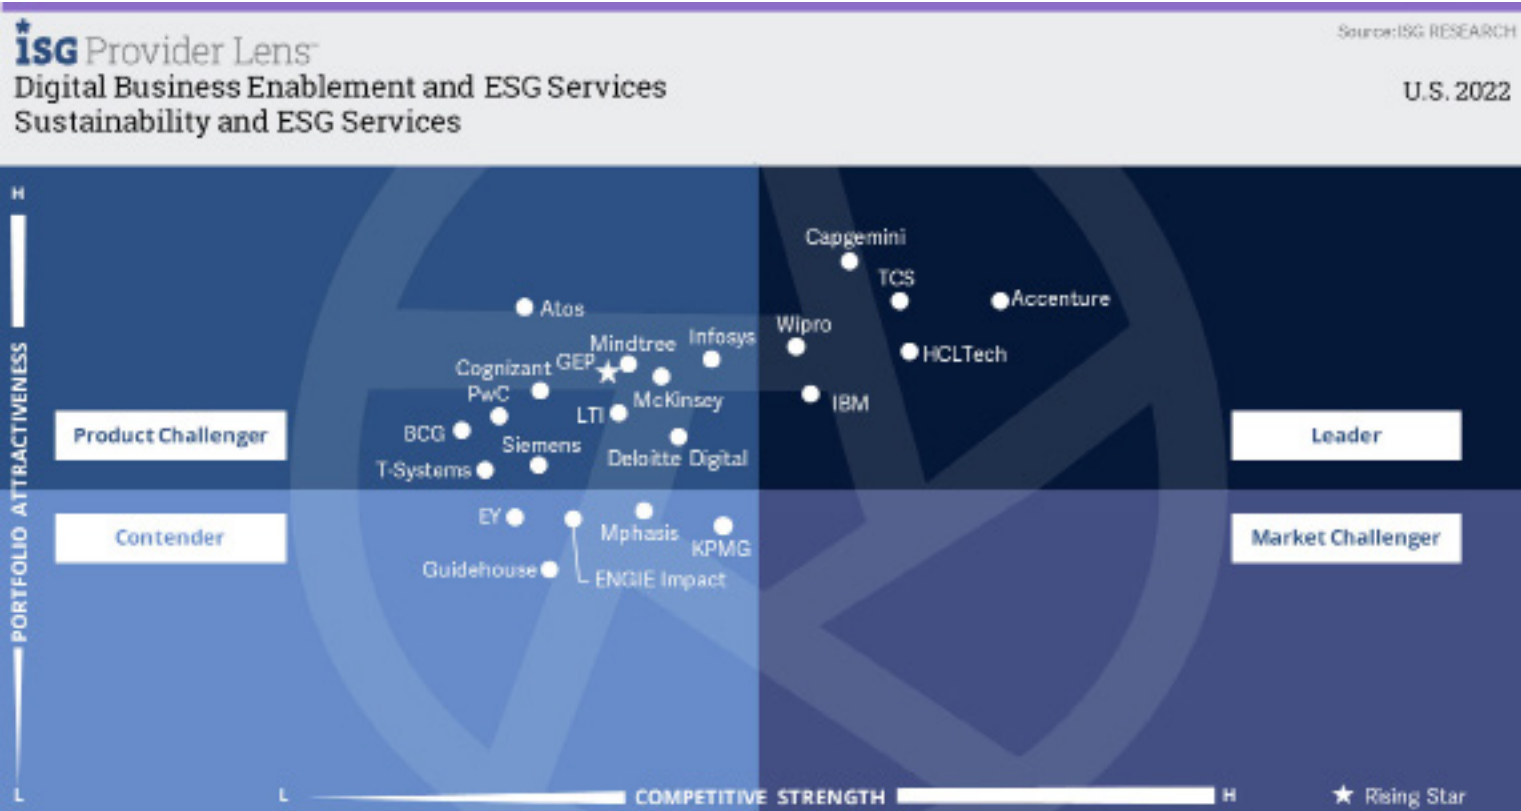 Source:ISG RESEARCH
ISG Provider Lens™
Digital Business Enablement and ESG Services
U.S. 2022
Sustainability and ESG Services
H
Capgemini
TCS
Accenture
Atos
Wipro
Infosys
Mindtree
HCLTech
GEP
Cognizant
PwC
McKinsey
IBM
LTI
BCG
Product Challenger
Leader
Siemens
Deloitte Digital
T-Systems
EY
Mphasis
KPMG
Contender
Market Challenger
Guidehouse
ENGIE Impact
PORTFOLIO ATTRACTIVENESS
L
L
COMPETITIVE STRENGTH
H
Rising Star